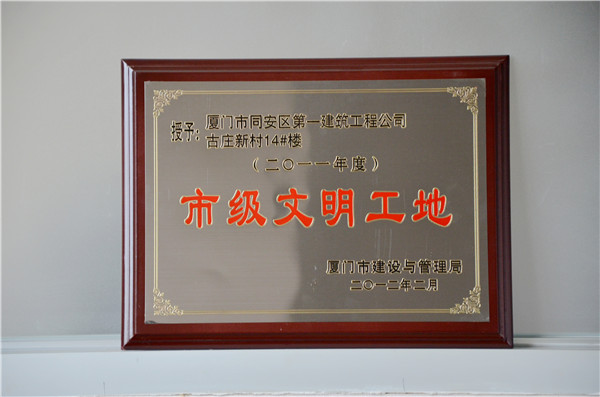 授予：厦门市同安区第一建筑工程公司
古庄新村14#楼
（二〇一一年度）
市级文明工地
厦门市建设与管理局
二〇一二年二月